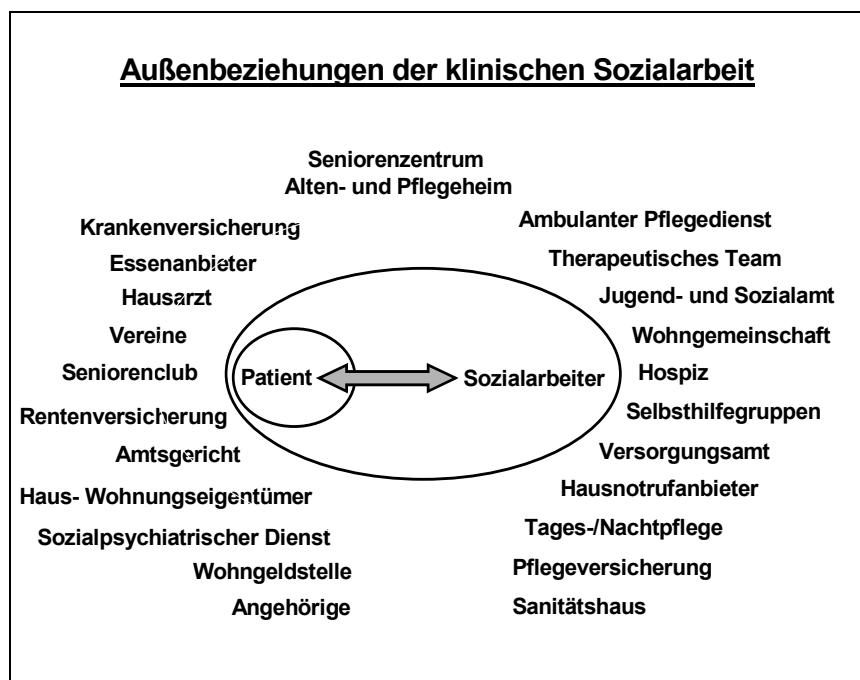 Außenbeziehungen der klinischen Sozialarbeit
Seniorenzentrum
Alten- und Pflegeheim
Krankenversicherung
Essenanbieter
Hausarzt
Vereine
Seniorenclub
Rentenversicherung
Amtsgericht
Haus- Wohnungseigentümer
Sozialpsychiatrischer Dienst
Wohngeldstelle
Angehörige
Patient
Sozialarbeiter
Ambulanter Pflegedienst
Therapeutisches Team
Jugend- und Sozialamt
Wohngemeinschaft
Hospiz
Selbsthilfegruppen
Versorgungsamt
Hausnotrufanbieter
Tages-/Nachtpflege
Pflegeversicherung
Sanitätshaus